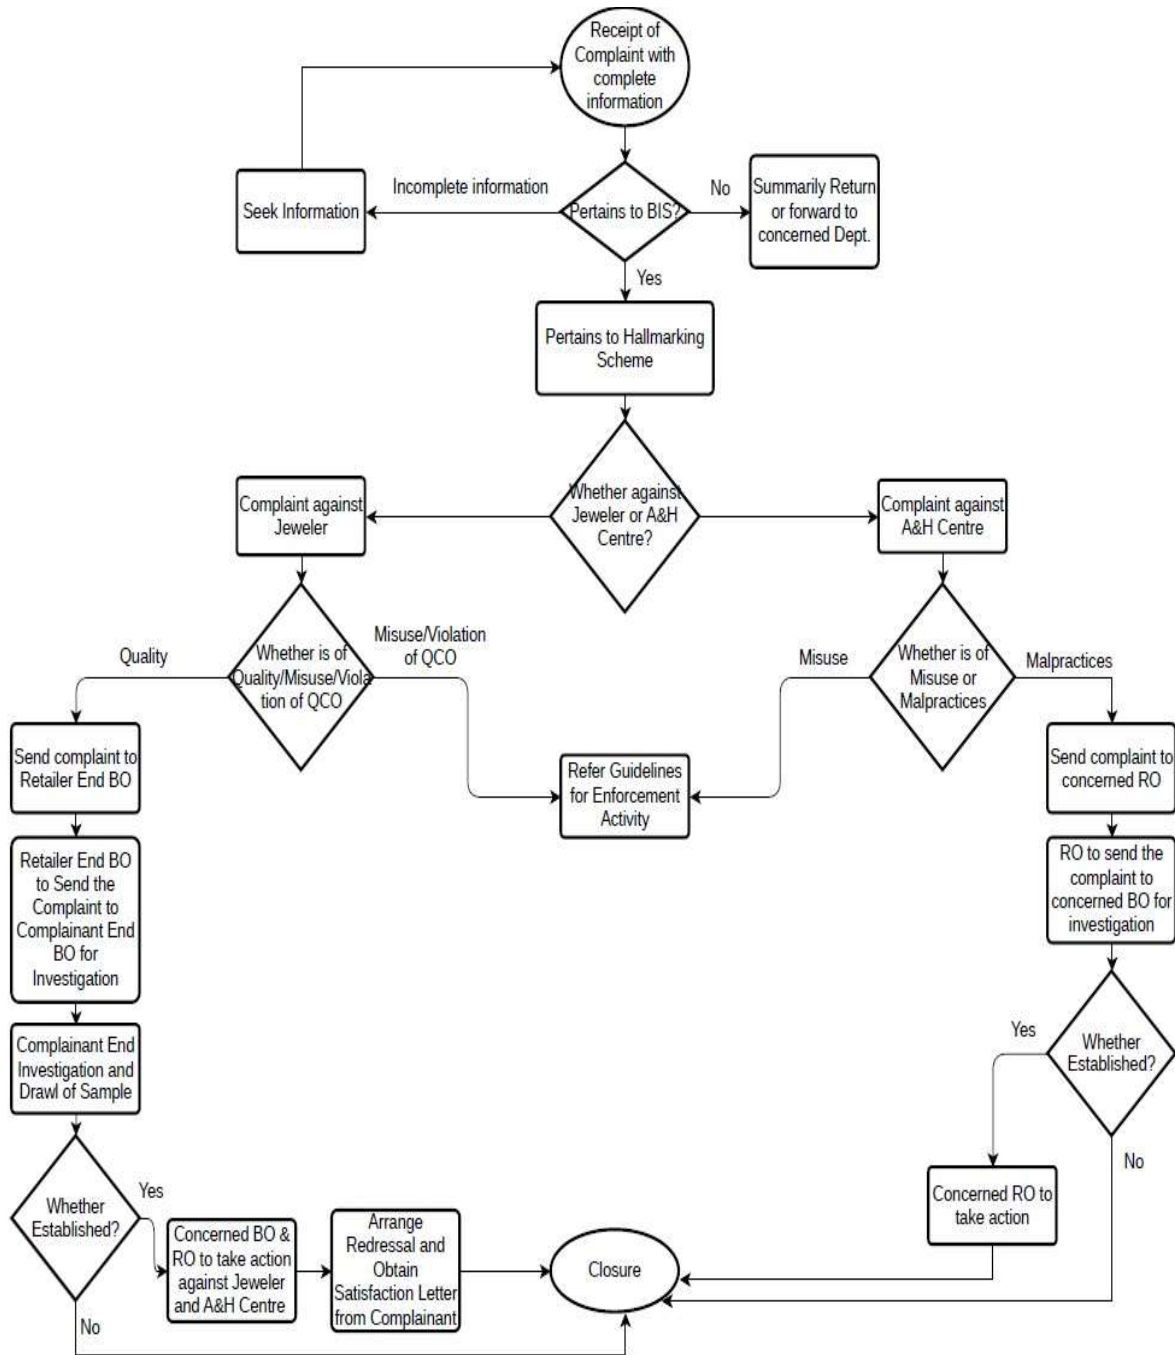 Receipt of
Complaint with
complete
information
Incomplete information
No
Seek Information
Pertains to BIS?
Summarily Return
or forward to
concerned Dept.
Yes
Pertains to Hallmarking
Scheme
Whether against
Jeweler or A&H
Centre?
Complaint against
Jeweler
Complaint against
A&H Centre
Quality
Whether is of
Quality/Misuse/Viola
tion of QCO
Misuse/Violation
of QCO
Misuse
Whether is of
Misuse or
Malpractices
Malpractices
Send complaint to
Retailer End BO
Refer Guidelines
for Enforcement
Activity
Send complaint to
concerned RO
Retailer End BO
to Send the
Complaint to
Complainant End
BO for
Investigation
RO to send the
complaint to
concerned BO for
investigation
Complainant End
Investigation and
Drawl of Sample
Yes
Whether
Established?
No
Whether
Established?
Yes
No
Concerned BO &
RO to take action
against Jeweler
and A&H Centre
Arrange
Redressal and
Obtain
Satisfaction Letter
from Complainant
Closure
Concerned RO to
take action